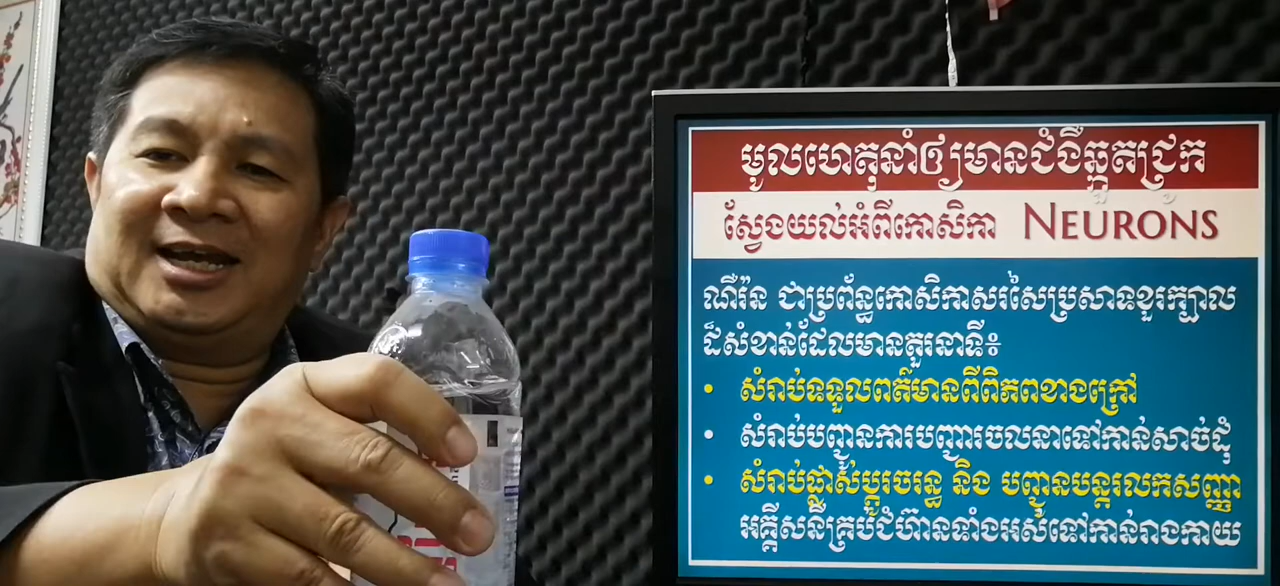 មូលហេតុនាំឲ្យមានជំងឺឆ្កួតជ្រូក
ស្វែងយល់អំពីកោសិកា NEURONS
ណឺរ៉ន ជាប្រព័ន្ធកោសិកាសរសៃប្រសាទខួរក្បាល
ដ៏សំខាន់ដែលមានតួរនាទី៖
• សំរាប់ទទួលពត៌មានពីពិភពខាងក្រៅ
• សំរាប់បញ្ជូនការបញ្ជារចលនាទៅកាន់សាច់ដុំ
• សំរាប់ផ្លាស់ប្តូរចរន្ធ និង បញ្ជូនបន្តរលកសញ្ញា
អគ្គីសនីគ្រប់ជំហ៊ានទាំងអស់ទៅកាន់រាងកាយ